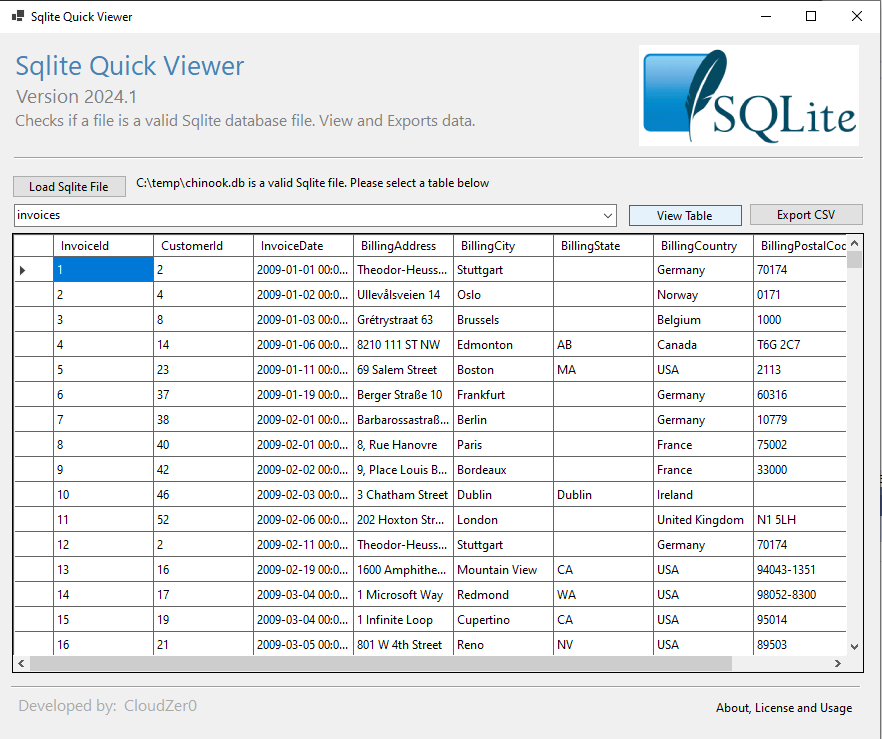 Sqlite Quick Viewer
Sqlite Quick Viewer
Version 2024.1
Checks if a file is a valid Sqlite database file. View and Exports data.
SQLite
Load Sqlite File C:\temp\chinook.db is a valid Sqlite file. Please select a table below
invoices View Table Export CSV
InvoiceId CustomerId InvoiceDate BillingAddress BillingCity BillingState BillingCountry BillingPostalCoc
1 2 2009-01-01 00:0... Theodor-Heuss... Stuttgart Germany 70174
2 4 2009-01-02 00:0... Ullevålsveien 14 Oslo Norway 0171
3 8 2009-01-03 00:0... Grétrystraat 63 Brussels Belgium 1000
4 14 2009-01-06 00:0... 8210 111 ST NW Edmonton AB Canada T6G 2C7
5 23 2009-01-11 00:0... 69 Salem Street Boston MA USA 2113
6 37 2009-01-19 00:0... Berger Straße 10 Frankfurt Germany 60316
7 38 2009-02-01 00:0... Barbarossastraß... Berlin Germany 10779
8 40 2009-02-01 00:0... 8, Rue Hanovre Paris France 75002
9 42 2009-02-02 00:0... 9, Place Louis B... Bordeaux France 33000
10 46 2009-02-03 00:0... 3 Chatham Street Dublin Dublin Ireland
11 52 2009-02-06 00:0... 202 Hoxton Str... London United Kingdom N1 5LH
12 2 2009-02-11 00:0... Theodor-Heuss... Stuttgart Germany 70174
13 16 2009-02-19 00:0... 1600 Amphithe... Mountain View CA USA 94043-1351
14 17 2009-03-04 00:0... 1 Microsoft Way Redmond WA USA 98052-8300
15 19 2009-03-04 00:0... 1 Infinite Loop Cupertino CA USA 95014
16 21 2009-03-05 00:0... 801 W 4th Street Reno NV USA 89503
Developed by: CloudZer0 About, License and Usage